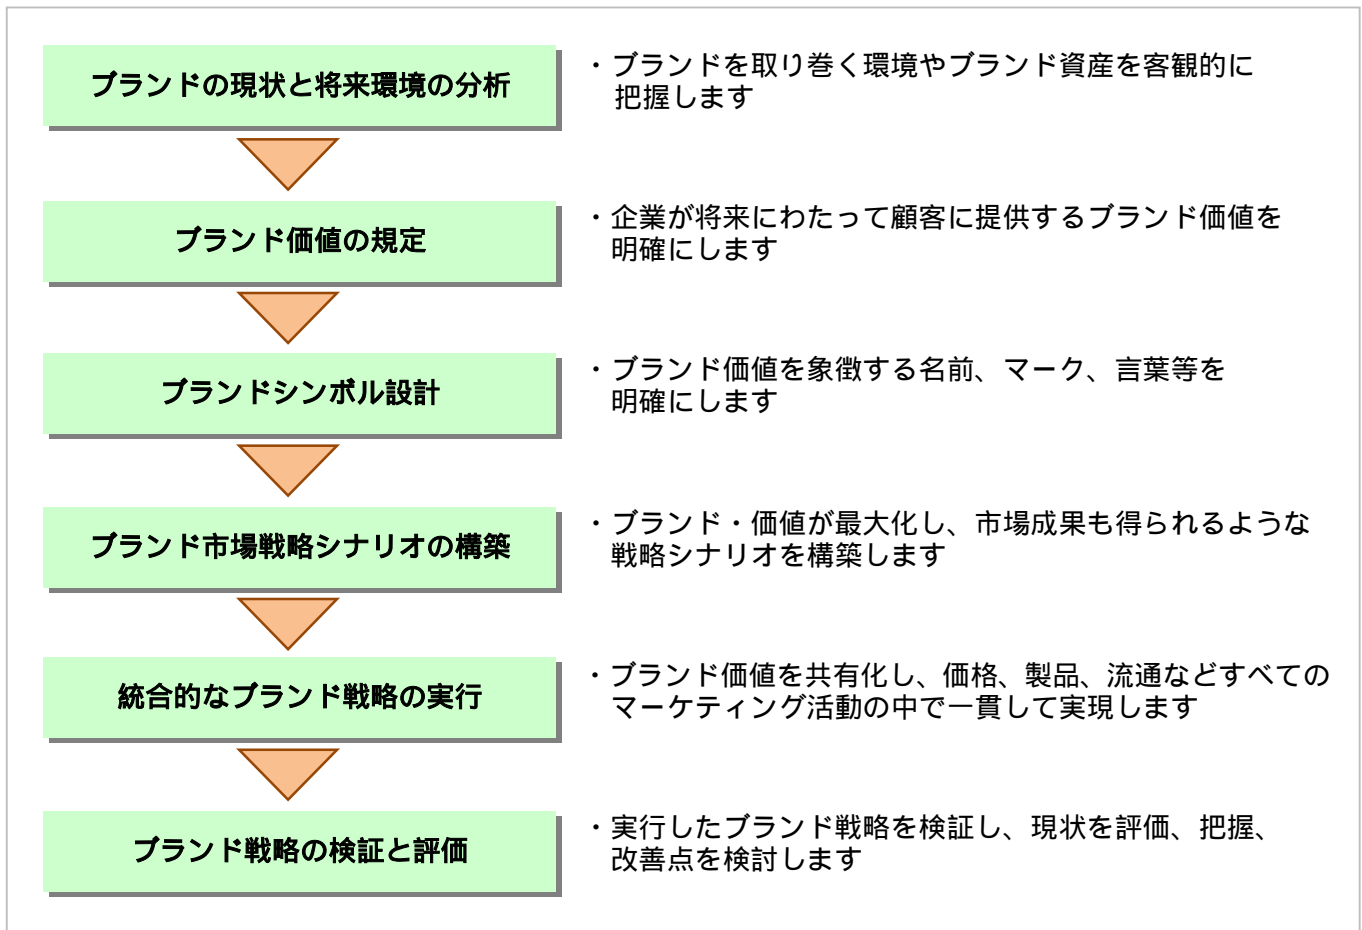 ブランドの現状と将来環境の分析
・ブランドを取り巻く環境やブランド資産を客観的に
把握します
ブランド価値の規定
・企業が将来にわたって顧客に提供するブランド価値を
明確にします
ブランドシンボル設計
・ブランド価値を象徴する名前、マーク、言葉等を
明確にします
ブランド市場戦略シナリオの構築
・ブランド・価値が最大化し、市場成果も得られるような
戦略シナリオを構築します
統合的なブランド戦略の実行
・ブランド価値を共有化し、価格、製品、流通などすべての
マーケティング活動の中で一貫して実現します
ブランド戦略の検証と評価
・実行したブランド戦略を検証し、現状を評価、把握、
改善点を検討します